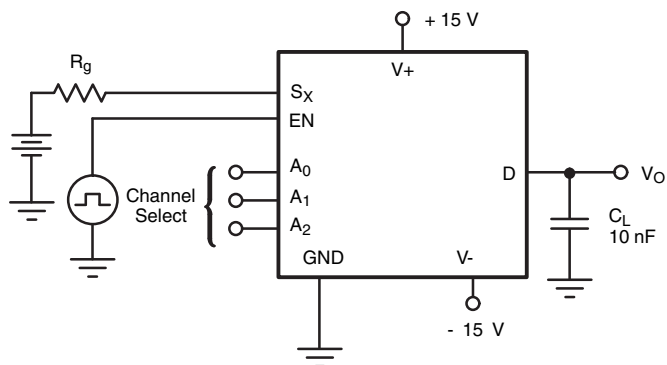 + 15 V
Rg
V+
SX
EN
A0
A1
A2
Channel
Select
D
VO
CL
10 nF
GND
V-
- 15 V